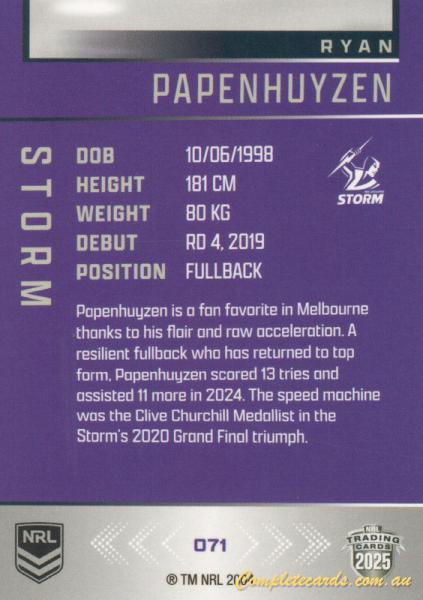 RYAN
PAPENHUYZEN
STORM
DOB 10/06/1998
HEIGHT 181 CM
WEIGHT 80 KG
DEBUT RD 4, 2019
POSITION FULLBACK
STORM
Papenhuyzen is a fan favorite in Melbourne
thanks to his flair and raw acceleration. A
resilient fullback who has returned to top
form, Papenhuyzen scored 13 tries and
assisted 11 more in 2024. The speed machine
was the Clive Churchill Medallist in the
Storm's 2020 Grand Final triumph.
NRL
071
NRL
TRADING
CARDS
2025
® TM NRL
Completecards.com.au